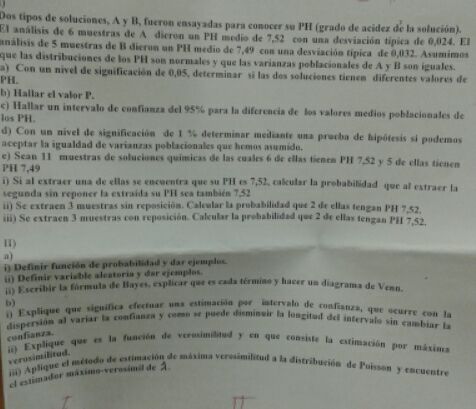 I)
Dos tipos de soluciones, A y B, fueron ensayadas para conocer su PH (grado de acidez de la solución).
El análisis de 6 muestras de A dieron un PH medio de 7,52 con una desviación típica de 0,024. El
análisis de 5 muestras de B dieron un PH medio de 7,49 con una desviación típica de 0,032. Asumimos
que las distribuciones de los PH son normales y que las varianzas poblacionales de A y B son iguales.
a) Con un nivel de significación de 0,05, determinar si las dos soluciones tienen diferentes valores de
PH.
b) Hallar el valor P.
c) Hallar un intervalo de confianza del 95% para la diferencia de los valores medios poblacionales de
los PH.
d) Con un nivel de significación de 1 % determinar mediante una prueba de hipótesis si podemos
aceptar la igualdad de varianzas poblacionales que hemos asumido.
e) Sean 11 muestras de soluciones químicas de las cuales 6 de ellas tienen PH 7,52 y 5 de ellas tienen
PH 7,49
i) Si al extraer una de ellas se encuentra que su PH es 7,52, calcular la probabilidad que al extraer la
segunda sin reponer la extraída su PH sea también 7,52
ii) Se extraen 3 muestras sin reposición. Calcular la probabilidad que 2 de ellas tengan PH 7,52.
iii) Se extraen 3 muestras con reposición. Calcular la probabilidad que 2 de ellas tengan PH 7,52.
II)
a)
i) Definir función de probabilidad y dar ejemplos.
ii) Definir variable aleatoria y dar ejemplos.
ii) Escribir la fórmula de Bayes, explicar que es cada término y hacer un diagrama de Venn.
b)
i) Explique que significa efectuar una estimación por intervalo de confianza, que ocurre con la
dispersión al variar la confianza y como se puede disminuir la longitud del intervalo sin cambiar la
confianza.
ii) Explique que es la función de verosimilitud y en que consiste la estimación por máxima
verosimilitud.
iii) Aplique el método de estimación de máxima verosimilitud a la distribución de Poisson y encuentre
el estimador máximo-verosimil de λ.
I II